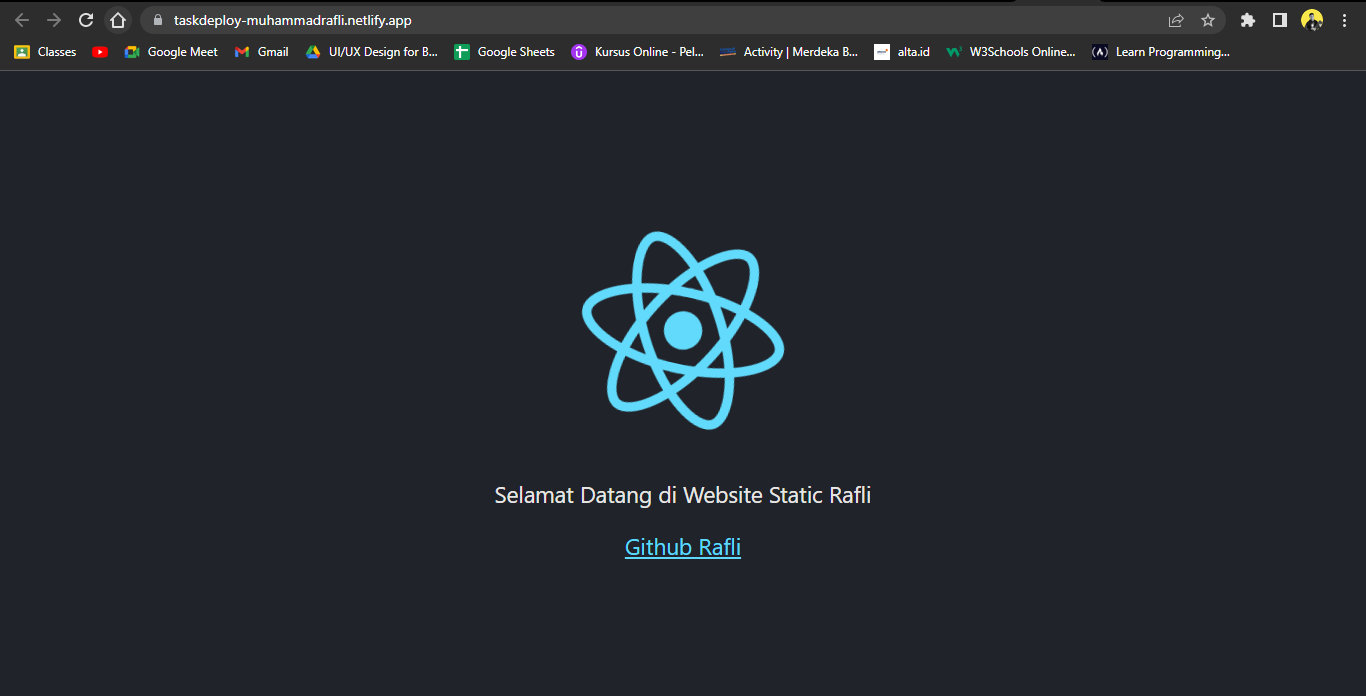 taskdeploy-muhammadrafli.netlify.app
Classes Google Meet Gmail UI/UX Design for B... Google Sheets Kursus Online - Pel... Activity | Merdeka B... alta.id W3Schools Online... Learn Programming...
Selamat Datang di Website Static Rafli
Github Rafli